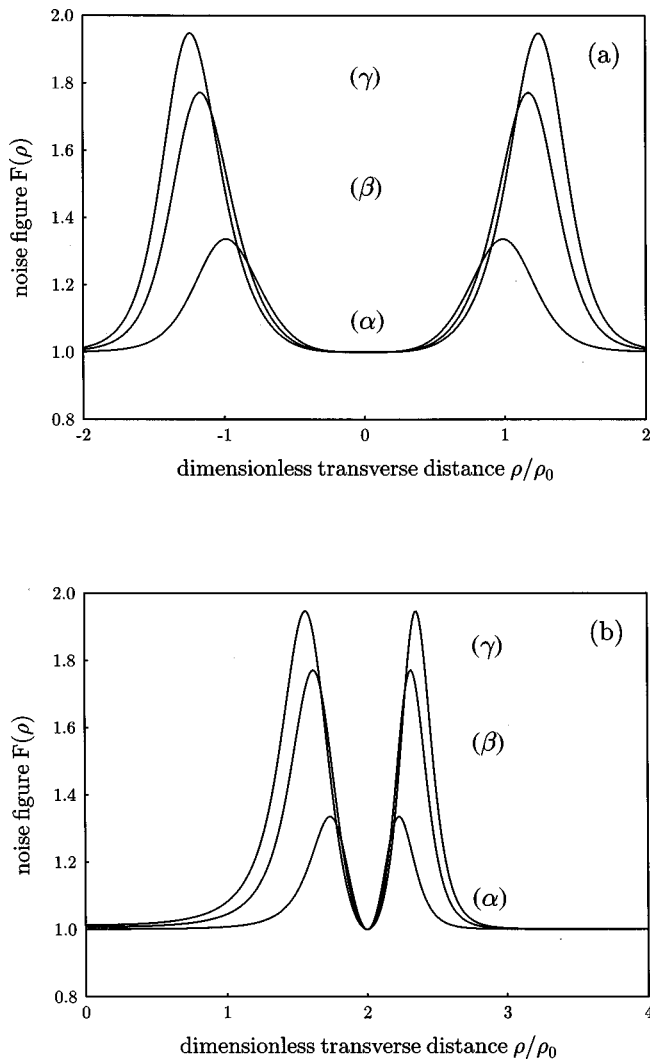 2.0
(a)
(γ)
1.8
1.6
noise figure F(ρ)
(β)
1.4
1.2
(α)
1.0
0.8
-2 -1 0 1 2
dimensionless transverse distance ρ/ρ₀
2.0
(b)
(γ)
1.8
1.6
noise figure F(ρ)
(β)
1.4
1.2
(α)
1.0
0.8
0 1 2 3 4
dimensionless transverse distance ρ/ρ₀